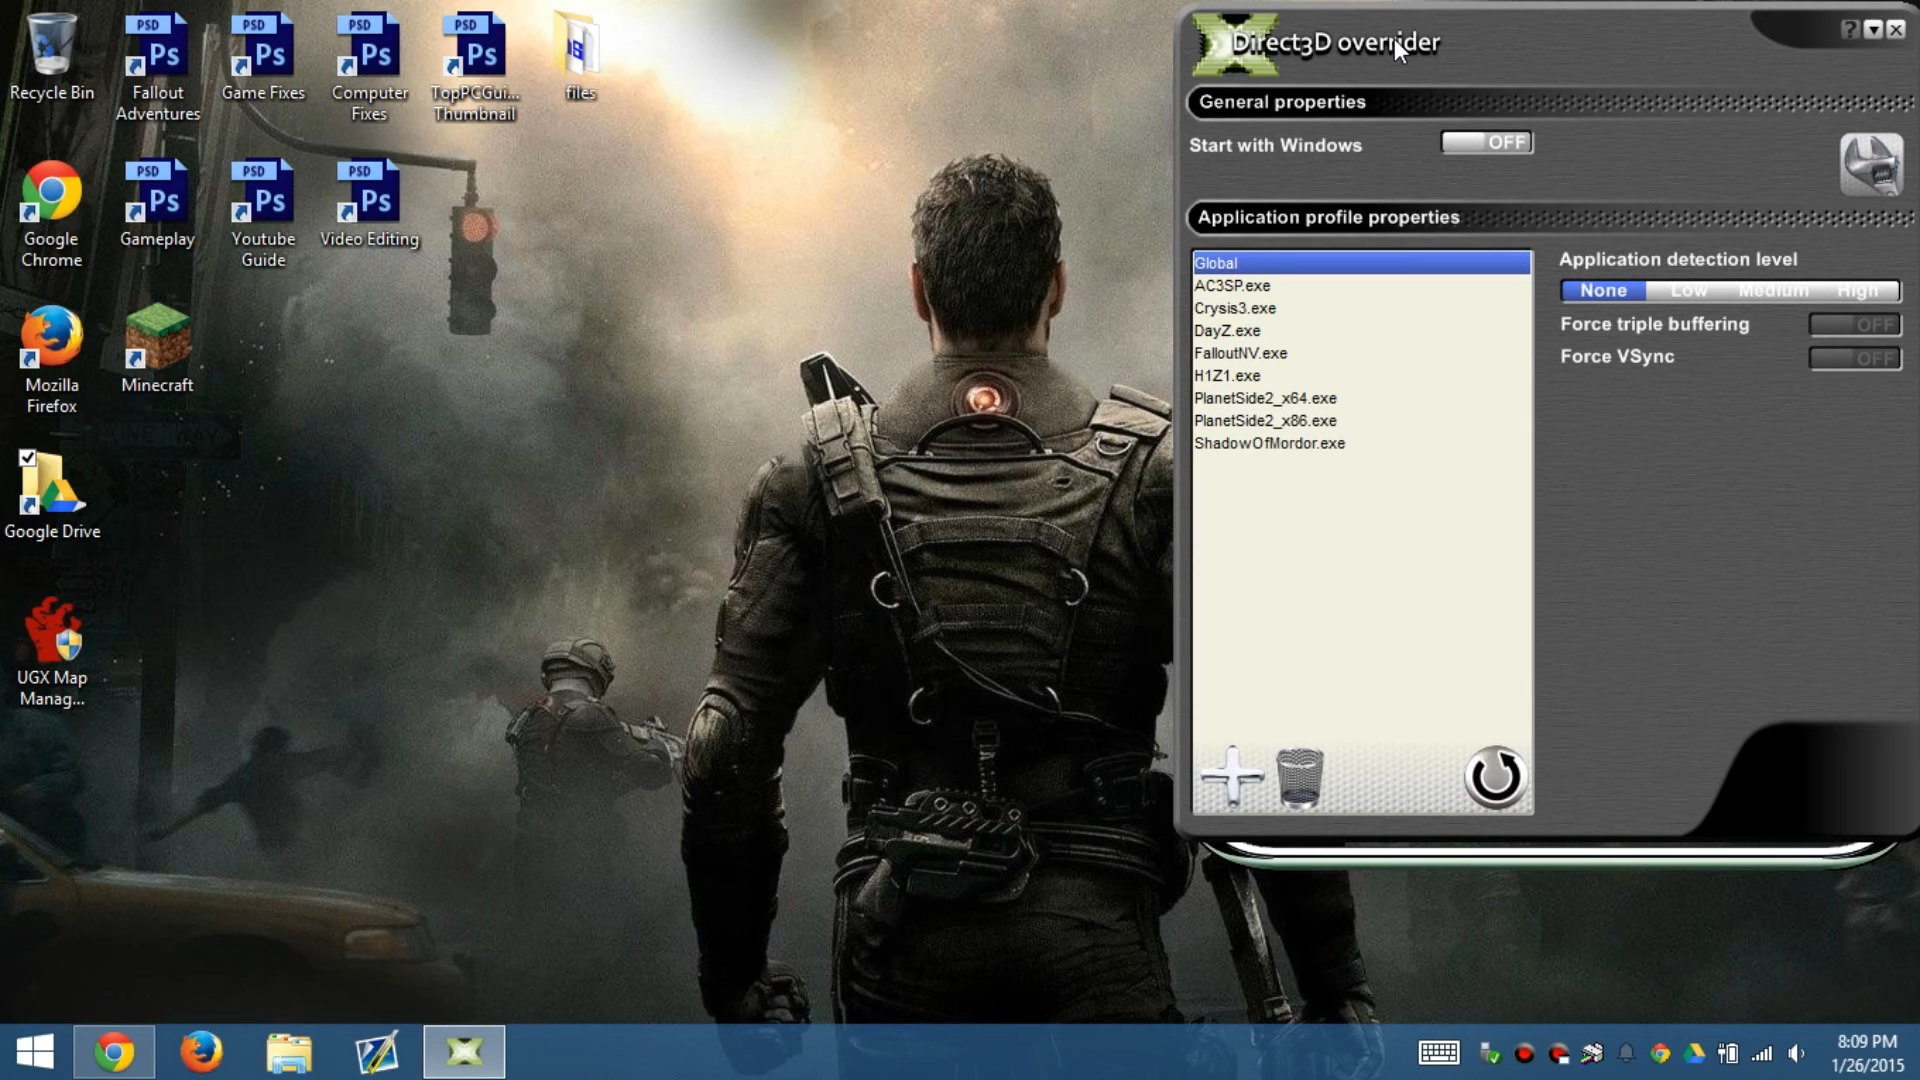 Recycle Bin
PSD
Ps
Fallout
Adventures
PSD
Ps
Game Fixes
PSD
Ps
Computer
Fixes
PSD
Ps
TopPCGui...
Thumbnail
files
Google
Chrome
PSD
Ps
Gameplay
PSD
Ps
Youtube
Guide
PSD
Ps
Video Editing
Mozilla
Firefox
Minecraft
Google Drive
UGX Map
Manag...
Direct3D overrider
?
General properties
Start with Windows
OFF
Application profile properties
Global
AC3SP.exe
Crysis3.exe
DayZ.exe
FalloutNV.exe
H1Z1.exe
PlanetSide2_x64.exe
PlanetSide2_x86.exe
ShadowOfMordor.exe
Application detection level
None Low Medium High
Force triple buffering OFF
Force VSync OFF
8:09 PM
1/26/2015